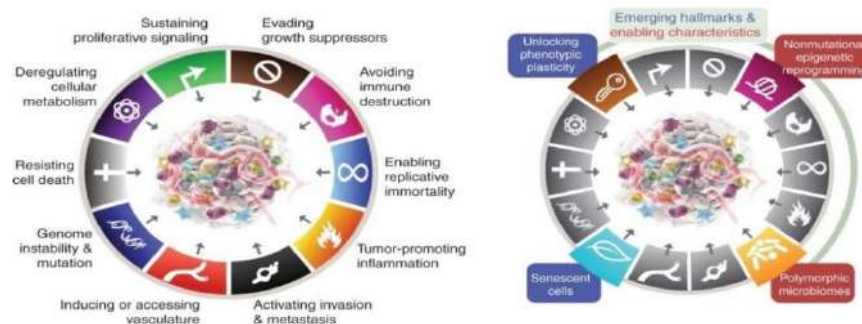 Sustaining
proliferative signaling
Evading
growth suppressors
Deregulating
cellular
metabolism
Avoiding
immune
destruction
Resisting
cell death
Enabling
replicative
immortality
Genome
instability &
mutation
Tumor-promoting
inflammation
Inducing or accessing
vasculature
Activating invasion
& metastasis
Emerging hallmarks &
enabling characteristics
Unlocking
phenotypic
plasticity
Nonmutational
epigenetic
reprogramming
Senescent
cells
Polymorphic
microbiomes